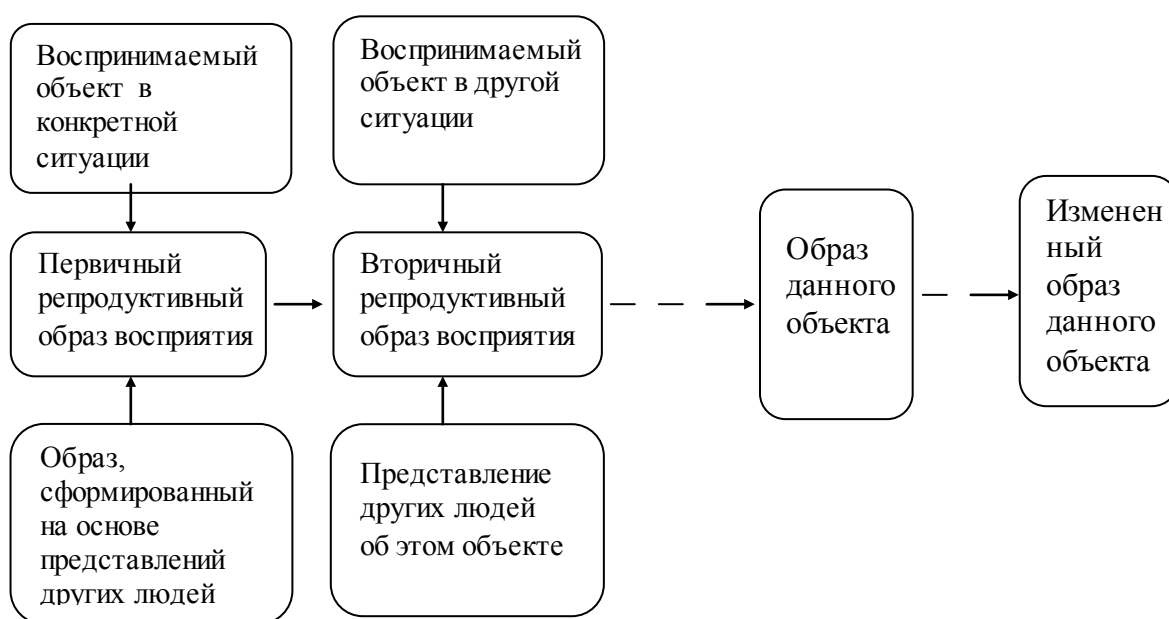 Воспринимаемый
объект в
конкретной
ситуации
Воспринимаемый
объект в другой
ситуации
Первичный
репродуктивный
образ восприятия
Вторичный
репродуктивный
образ восприятия
Образ
данного
объекта
Изменен
ный
образ
данного
объекта
Образ,
сформированный
на основе
представлений
других людей
Представление
других людей
об этом объекте